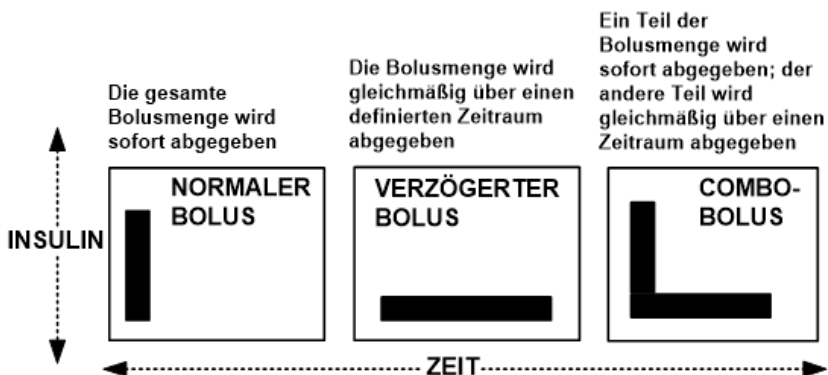 Die gesamte
Bolusmenge wird
sofort abgegeben
Die Bolusmenge wird
gleichmäßig über einen
definierten Zeitraum
abgegeben
Ein Teil der
Bolusmenge wird
sofort abgegeben; der
andere Teil wird
gleichmäßig über einen
Zeitraum abgegeben
INSULIN
NORMALER
BOLUS
VERZÖGERTER
BOLUS
COMBO-
BOLUS
ZEIT